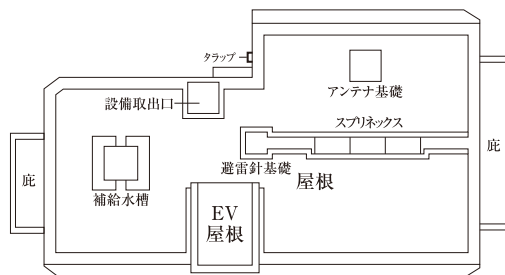 タラップ
アンテナ基礎
設備取出口
スプリネックス
庇
避雷針基礎
屋根
庇
補給水槽
EV
屋根